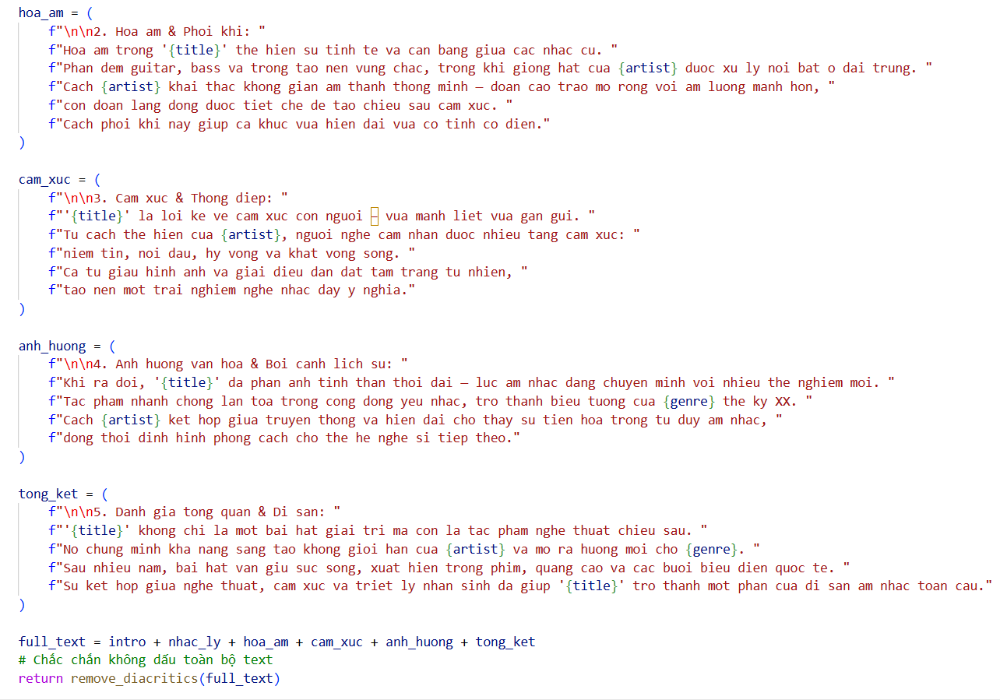 hoa_am = (
f"\n\n2. Hoa am & Phoi khi: "
f"Hoa am trong '{title}' the hien su tinh te va can bang giua cac nhac cu. "
f"Phan dem guitar, bass va trong tao nen vung chac, trong khi giong hat cua {artist} duoc xu ly noi bat o dai trung. "
f"Cach {artist} khai thac khong gian am thanh thong minh – doan cao trao mo rong voi am luong manh hon, "
f"con doan lang dong duoc tiet che de tao chieu sau cam xuc. "
f"Cach phoi khi nay giup ca khuc vua hien dai vua co tinh co dien."
)
cam_xuc = (
f"\n\n3. Cam xuc & Thong diep: "
f"'{title}' la loi ke ve cam xuc con nguoi – vua manh liet vua gan gui. "
f"Tu cach the hien cua {artist}, nguoi nghe cam nhan duoc nhieu tang cam xuc: "
f"niem tin, noi dau, hy vong va khat vong song. "
f"Ca tu giau hinh anh va giai dieu dan dat tam trang tu nhien, "
f"tao nen mot trai nghiem nghe nhac day y nghia."
)
anh_huong = (
f"\n\n4. Anh huong van hoa & Boi canh lich su: "
f"Khi ra doi, '{title}' da phan anh tinh than thoi dai – luc am nhac dang chuyen minh voi nhieu the nghiem moi. "
f"Tac pham nhanh chong lan toa trong cong dong yeu nhac, tro thanh bieu tuong cua {genre} the ky XX. "
f"Cach {artist} ket hop giua truyen thong va hien dai cho thay su tien hoa trong tu duy am nhac, "
f"dong thoi dinh hinh phong cach cho the he nghe si tiep theo."
)
tong_ket = (
f"\n\n5. Danh gia tong quan & Di san: "
f"'{title}' khong chi la mot bai hat giai tri ma con la tac pham nghe thuat chieu sau. "
f"No chung minh kha nang sang tao khong gioi han cua {artist} va mo ra huong moi cho {genre}. "
f"Sau nhieu nam, bai hat van giu suc song, xuat hien trong phim, quang cao va cac buoi bieu dien quoc te. "
f"Su ket hop giua nghe thuat, cam xuc va triet ly nhan sinh da giup '{title}' tro thanh mot phan cua di san am nhac toan cau."
)
full_text = intro + nhac_ly + hoa_am + cam_xuc + anh_huong + tong_ket
# Chắc chắn không dấu toàn bộ text
return remove_diacritics(full_text)